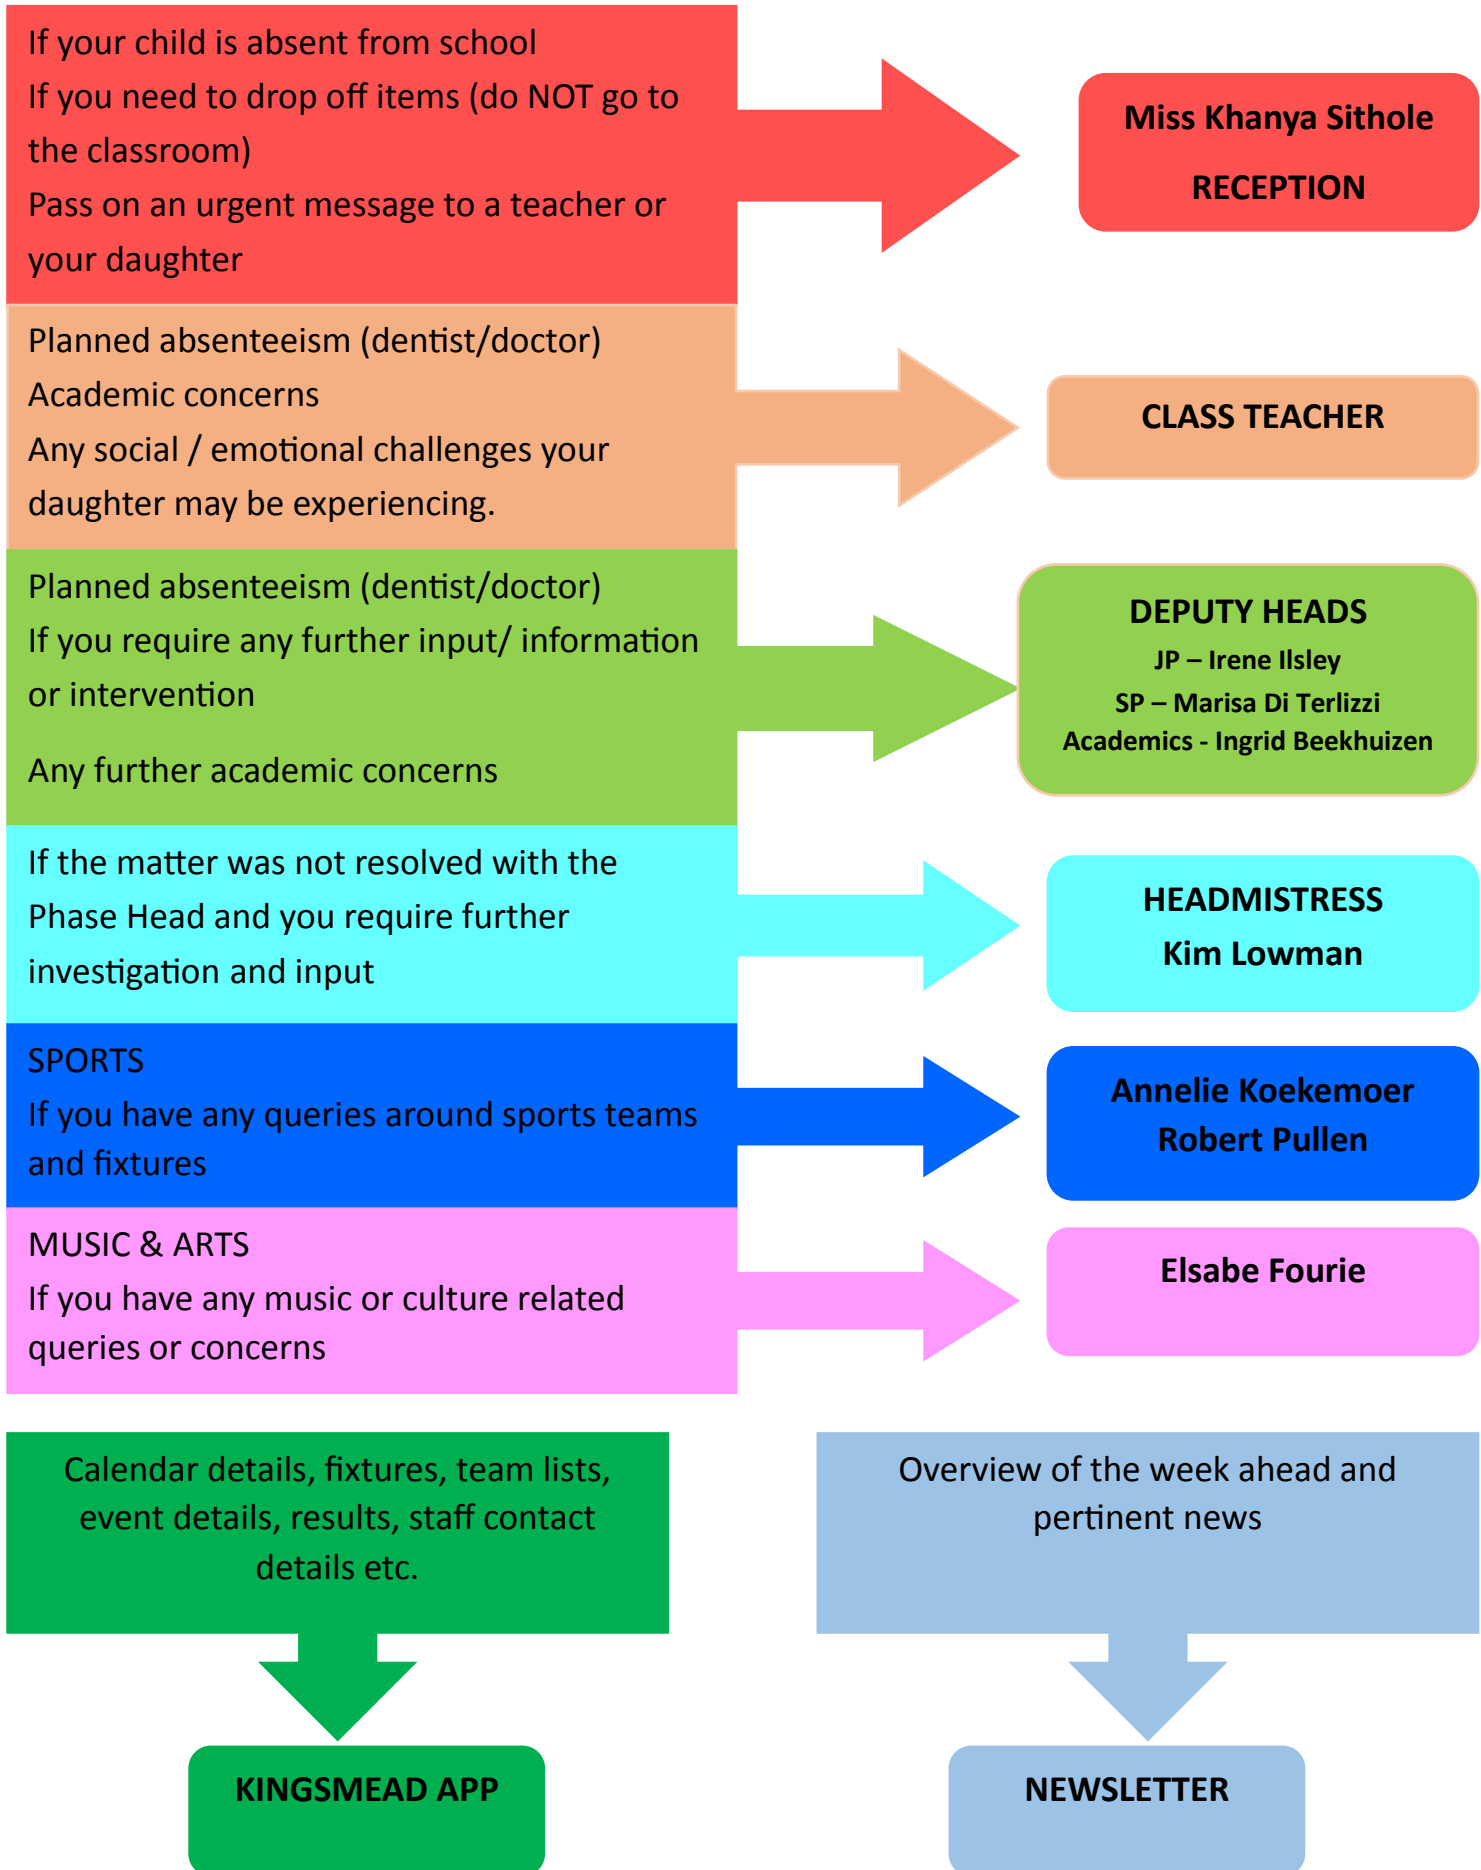 If your child is absent from school
If you need to drop off items (do NOT go to
the classroom)
Pass on an urgent message to a teacher or
your daughter
Miss Khanya Sithole
RECEPTION
Planned absenteeism (dentist/doctor)
Academic concerns
Any social / emotional challenges your
daughter may be experiencing.
CLASS TEACHER
Planned absenteeism (dentist/doctor)
If you require any further input/ information
or intervention
Any further academic concerns
DEPUTY HEADS
JP – Irene Ilsley
SP – Marisa Di Terlizzi
Academics - Ingrid Beekhuizen
If the matter was not resolved with the
Phase Head and you require further
investigation and input
HEADMISTRESS
Kim Lowman
SPORTS
If you have any queries around sports teams
and fixtures
Annelie Koekemoer
Robert Pullen
MUSIC & ARTS
If you have any music or culture related
queries or concerns
Elsabe Fourie
Calendar details, fixtures, team lists,
event details, results, staff contact
details etc.
KINGSMEAD APP
Overview of the week ahead and
pertinent news
NEWSLETTER